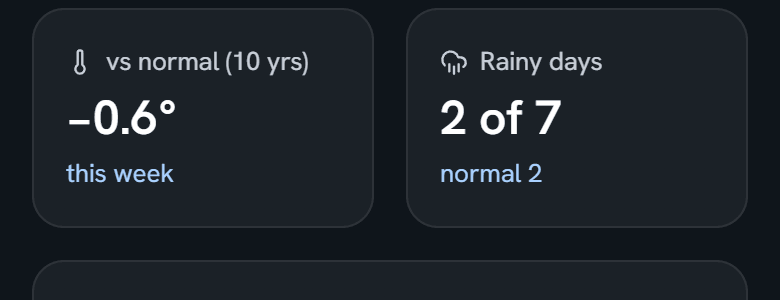 vs normal (10 yrs)
−0.6°
this week
Rainy days
2 of 7
normal 2